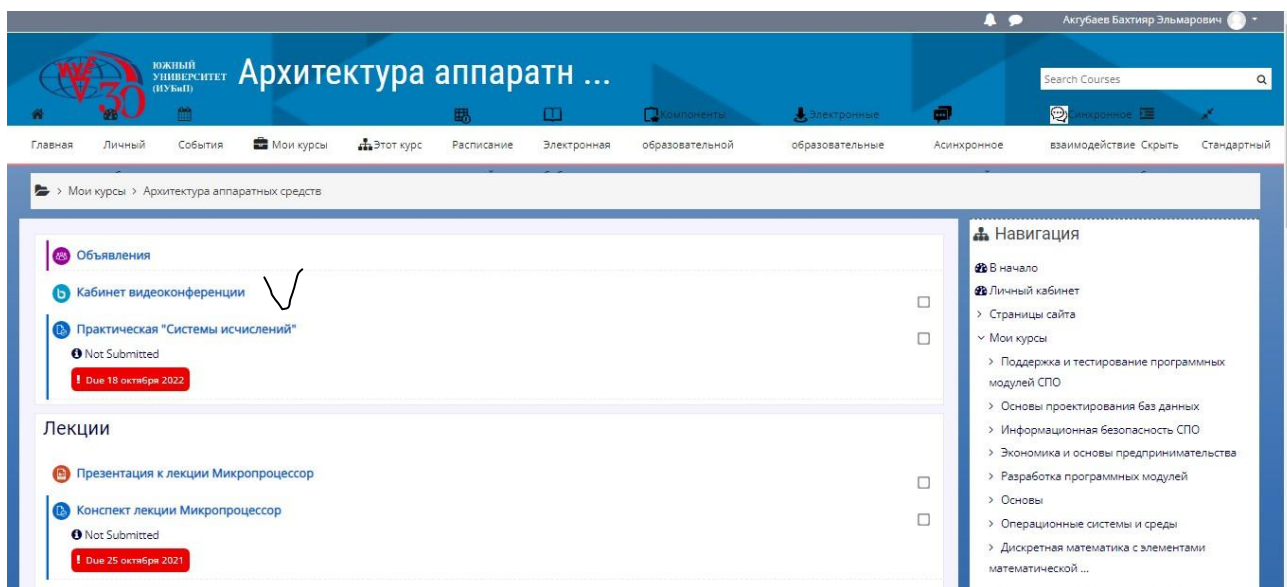 Акгубаев Бахтияр Эльмарович
ЮЖНЫЙ
УНИВЕРСИТЕТ
(ИУБиП)
30
Архитектура аппаратн ...
Search Courses
Компоненты
Электронные
Синхронное
Главная Личный События Мои курсы Этот курс Расписание Электронная образовательной образовательные Асинхронное взаимодействие Скрыть Стандартный
> Мои курсы > Архитектура аппаратных средств
Объявления
Кабинет видеоконференции
Практическая "Системы исчислений"
Not Submitted
! Due 18 октября 2022
Лекции
Презентация к лекции Микропроцессор
Конспект лекции Микропроцессор
Not Submitted
! Due 25 октября 2021
Навигация
В начало
Личный кабинет
Страницы сайта
Мои курсы
Поддержка и тестирование программных
модулей СПО
Основы проектирования баз данных
Информационная безопасность СПО
Экономика и основы предпринимательства
Разработка программных модулей
Основы
Операционные системы и среды
Дискретная математика с элементами
математической ...